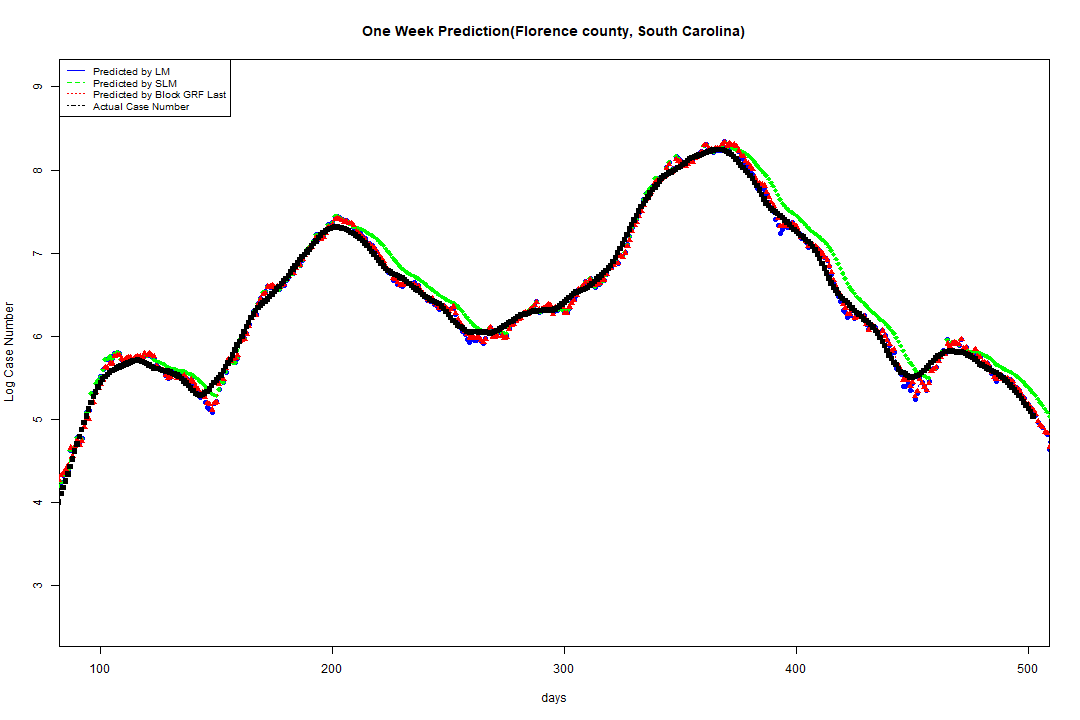 One Week Prediction(Florence county, South Carolina)
Predicted by LM
Predicted by SLM
Predicted by Block GRF Last
Actual Case Number
Log Case Number
9
8
7
6
5
4
3
100 200 300 400 500
days